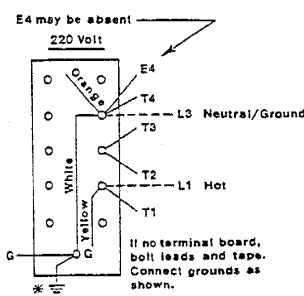 E4 may be absent
220 Volt
E4
Orange
T4
L3 Neutral/Ground
T3
White
T2
L1 Hot
Yellow
T1
G
If no terminal board,
bolt leads and tape.
Connect grounds as
shown.
*